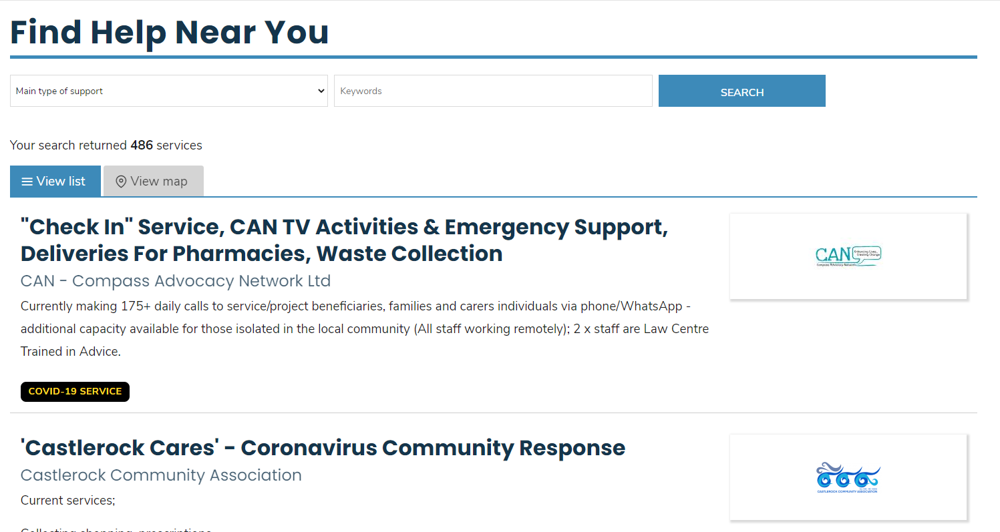 Find Help Near You
Main type of support
Keywords
SEARCH
Your search returned 486 services
View list
View map
"Check In" Service, CAN TV Activities & Emergency Support,
Deliveries For Pharmacies, Waste Collection
CAN - Compass Advocacy Network Ltd
Currently making 175+ daily calls to service/project beneficiaries, families and carers individuals via phone/WhatsApp -
additional capacity available for those isolated in the local community (All staff working remotely); 2 x staff are Law Centre
Trained in Advice.
COVID-19 SERVICE
CAN
Enhancing Lives...
Creating Change
Compass Advocacy Network
'Castlerock Cares' - Coronavirus Community Response
Castlerock Community Association
Current services;
Collecting shopping, prescriptions
CASTLEROCK COMMUNITY ASSOCIATION